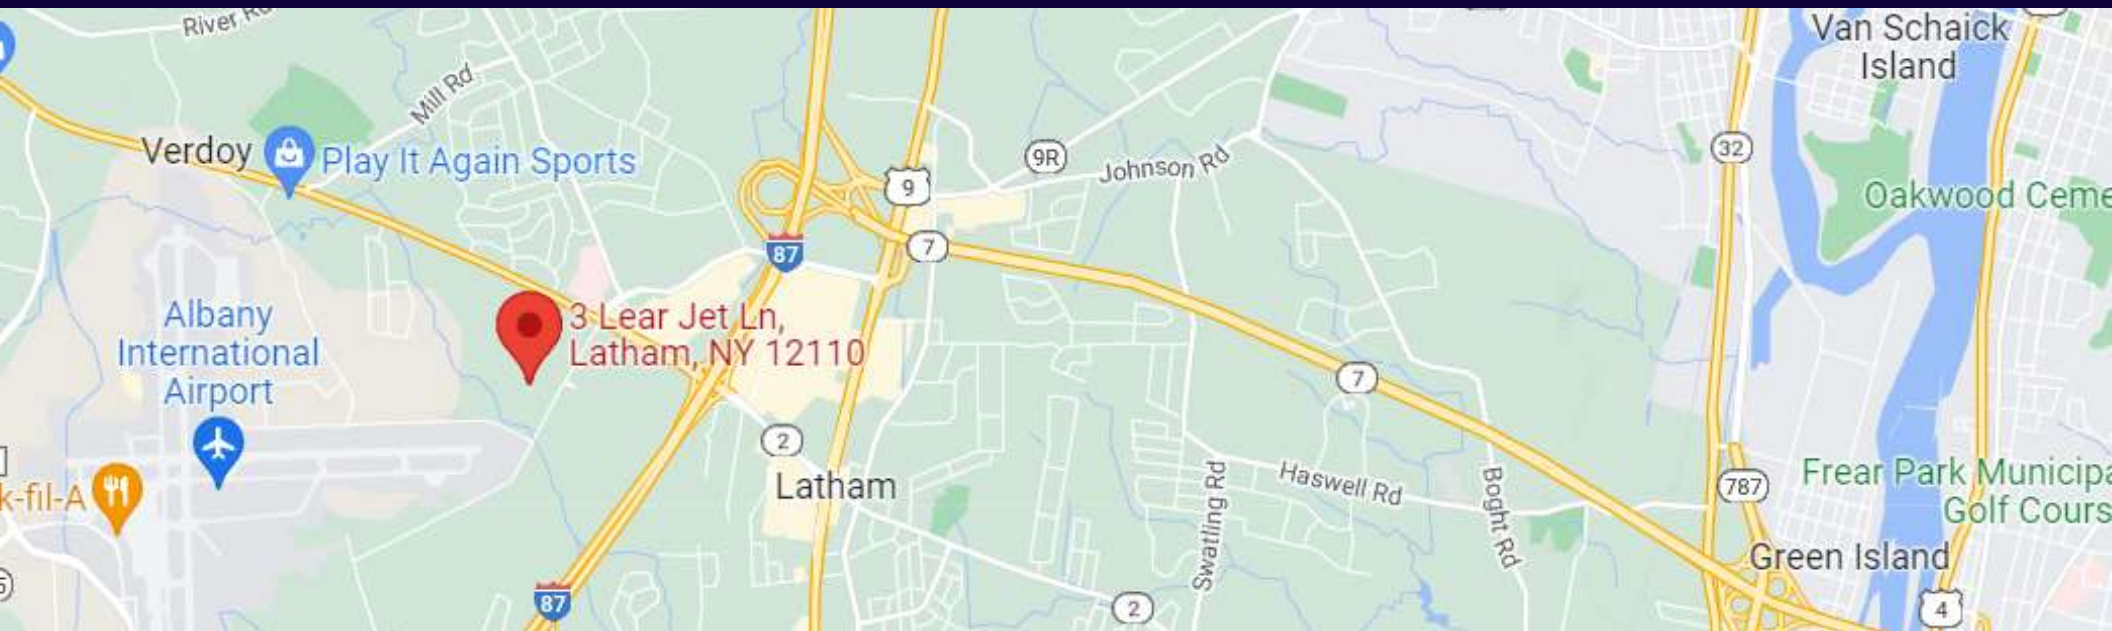 River Rd
Mill Rd
Verdoy
Play It Again Sports
9R
Johnson Rd
9
7
87
32
Van Schaick
Island
Oakwood Ceme
Albany
International
Airport
3 Lear Jet Ln,
Latham, NY 12110
7
2
Latham
k-fil-A
Swatling Rd
Haswell Rd
Boght Rd
787
Frear Park Municipa
Golf Cours
Green Island
87
2
4
5